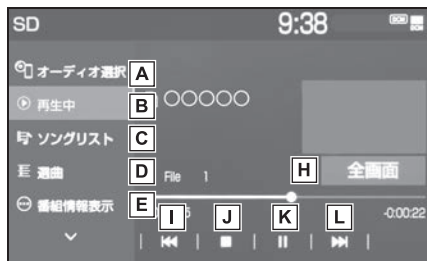 SD 9:38
オーディオ選択 A
再生中 B ○○○○○
ソングリスト C
選曲 D File 1 H 全画面
番組情報表示 E 5 -0:00:22
I J K L